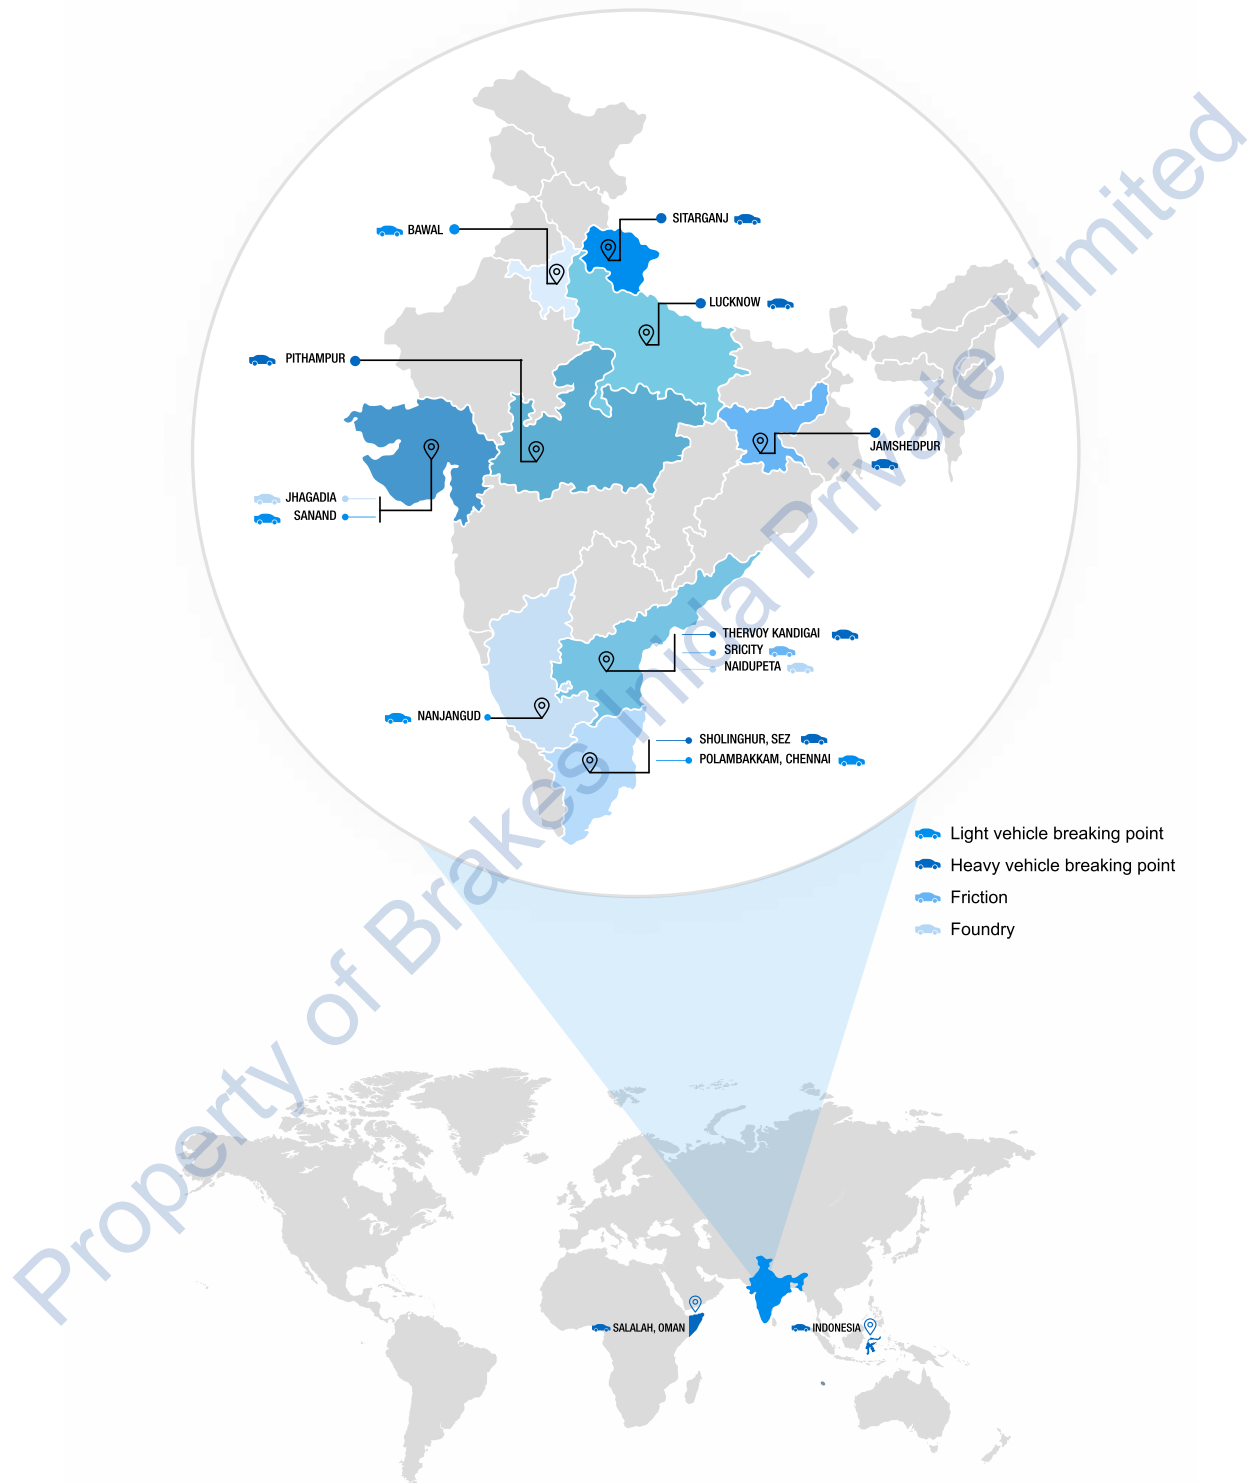 BAWAL
SITARGANJ
LUCKNOW
PITHAMPUR
JAMSHEDPUR
JHAGADIA
SANAND
THERVOY KANDIGAI
SRICITY
NAIDUPETA
NANJANGUD
SHOLINGHUR, SEZ
POLAMBAKKAM, CHENNAI
Light vehicle breaking point
Heavy vehicle breaking point
Friction
Foundry
SALALAH, OMAN
INDONESIA
Property of Brakes Inida Private Limited